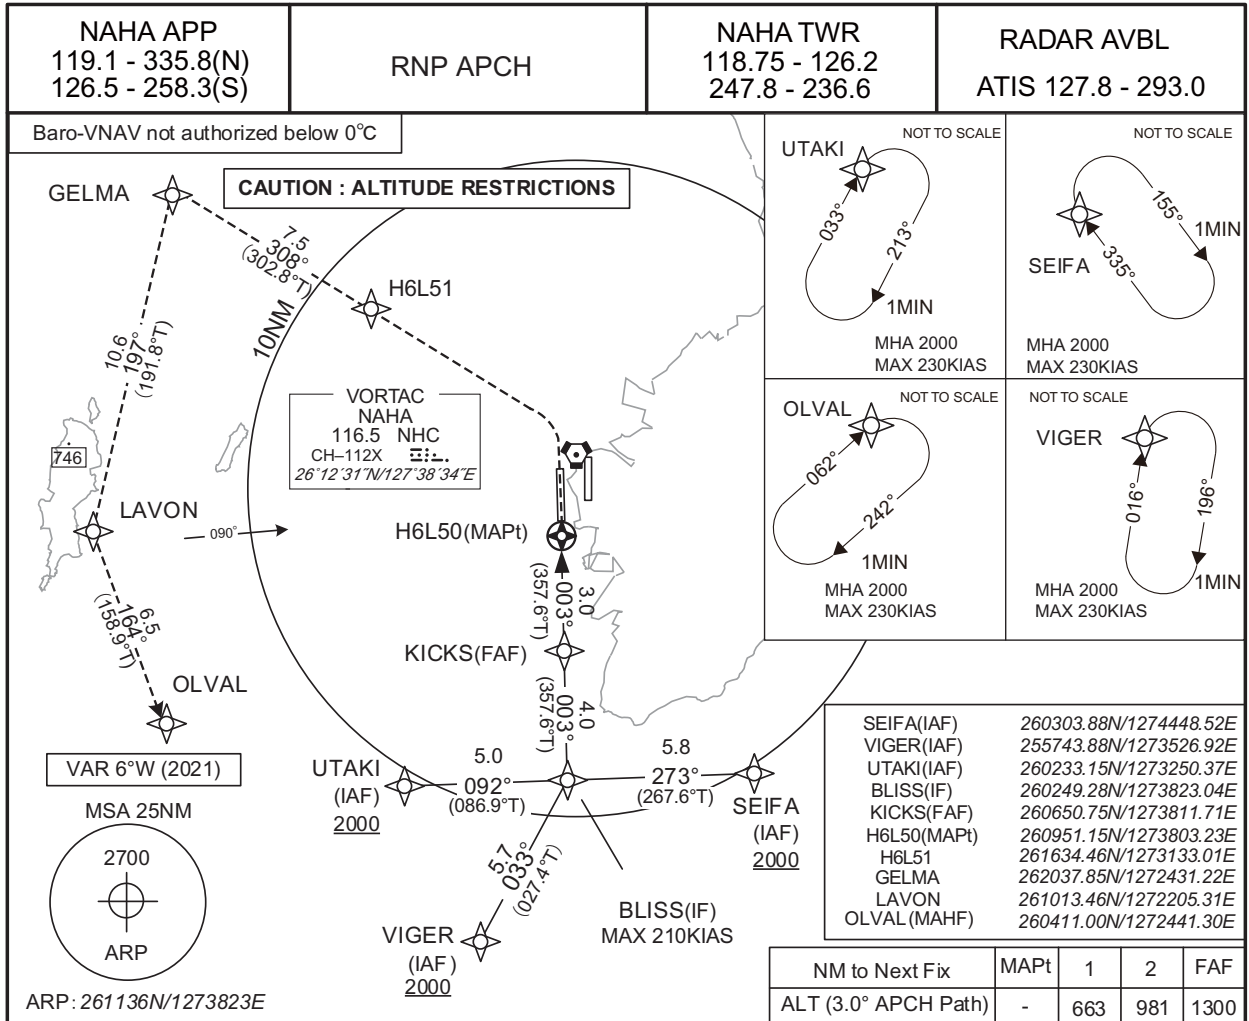 NAHA APP
119.1 - 335.8(N)
126.5 - 258.3(S)
RNP APCH
NAHA TWR
118.75 - 126.2
247.8 - 236.6
RADAR AVBL
ATIS 127.8 - 293.0
Baro-VNAV not authorized below 0°C
CAUTION : ALTITUDE RESTRICTIONS
GELMA
7.5
308°
(302.8°T)
H6L51
10NM
10.6
197°
(191.8°T)
VORTAC
NAHA
116.5 NHC
CH–112X
26°12´31˝N/127°38´34˝E
746
LAVON
090°
H6L50(MAPt)
3.0
003°
(357.6°T)
KICKS(FAF)
4.0
003°
(357.6°T)
6.5
164°
(158.9°T)
OLVAL
VAR 6°W (2021)
UTAKI
(IAF)
2000
5.0
092°
(086.9°T)
5.8
273°
(267.6°T)
SEIFA
(IAF)
2000
5.7
033°
(027.4°T)
BLISS(IF)
MAX 210KIAS
VIGER
(IAF)
2000
MSA 25NM
2700
ARP
ARP: 261136N/1273823E
NOT TO SCALE
UTAKI
033°
213°
1MIN
MHA 2000
MAX 230KIAS
NOT TO SCALE
SEIFA
155°
335°
1MIN
MHA 2000
MAX 230KIAS
NOT TO SCALE
OLVAL
062°
242°
1MIN
MHA 2000
MAX 230KIAS
NOT TO SCALE
VIGER
016°
196°
1MIN
MHA 2000
MAX 230KIAS
SEIFA(IAF) 260303.88N/1274448.52E
VIGER(IAF) 255743.88N/1273526.92E
UTAKI(IAF) 260233.15N/1273250.37E
BLISS(IF) 260249.28N/1273823.04E
KICKS(FAF) 260650.75N/1273811.71E
H6L50(MAPt) 260951.15N/1273803.23E
H6L51 261634.46N/1273133.01E
GELMA 262037.85N/1272431.22E
LAVON 261013.46N/1272205.31E
OLVAL(MAHF) 260411.00N/1272441.30E
NM to Next Fix MAPt 1 2 FAF
ALT (3.0° APCH Path) - 663 981 1300